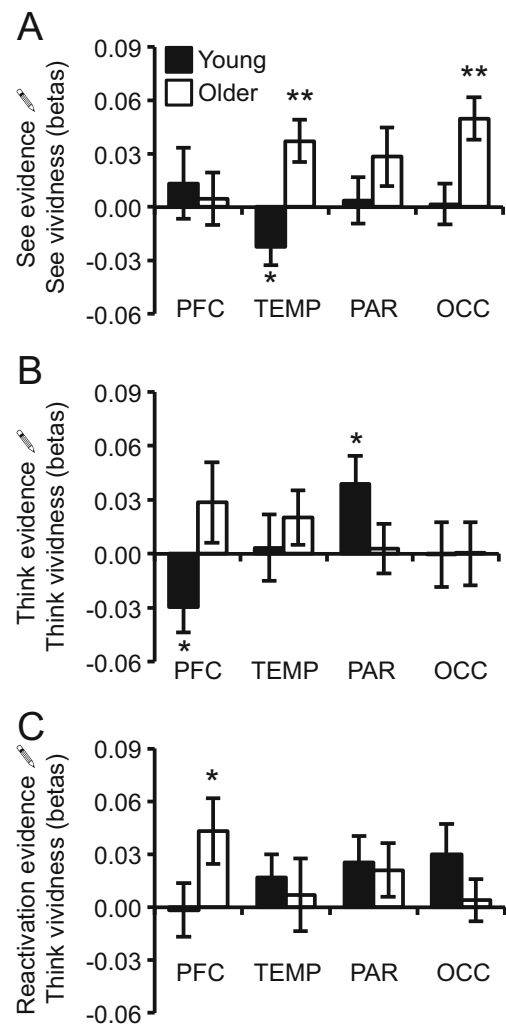 A
See evidence
See vividness (betas)
0.09
0.06
0.03
0.00
-0.03
-0.06
Young
Older
**
**
*
PFC TEMP PAR OCC
B
Think evidence
Think vividness (betas)
0.09
0.06
0.03
0.00
-0.03
-0.06
*
*
PFC TEMP PAR OCC
C
Reactivation evidence
Think vividness (betas)
0.09
0.06
0.03
0.00
-0.03
-0.06
*
PFC TEMP PAR OCC